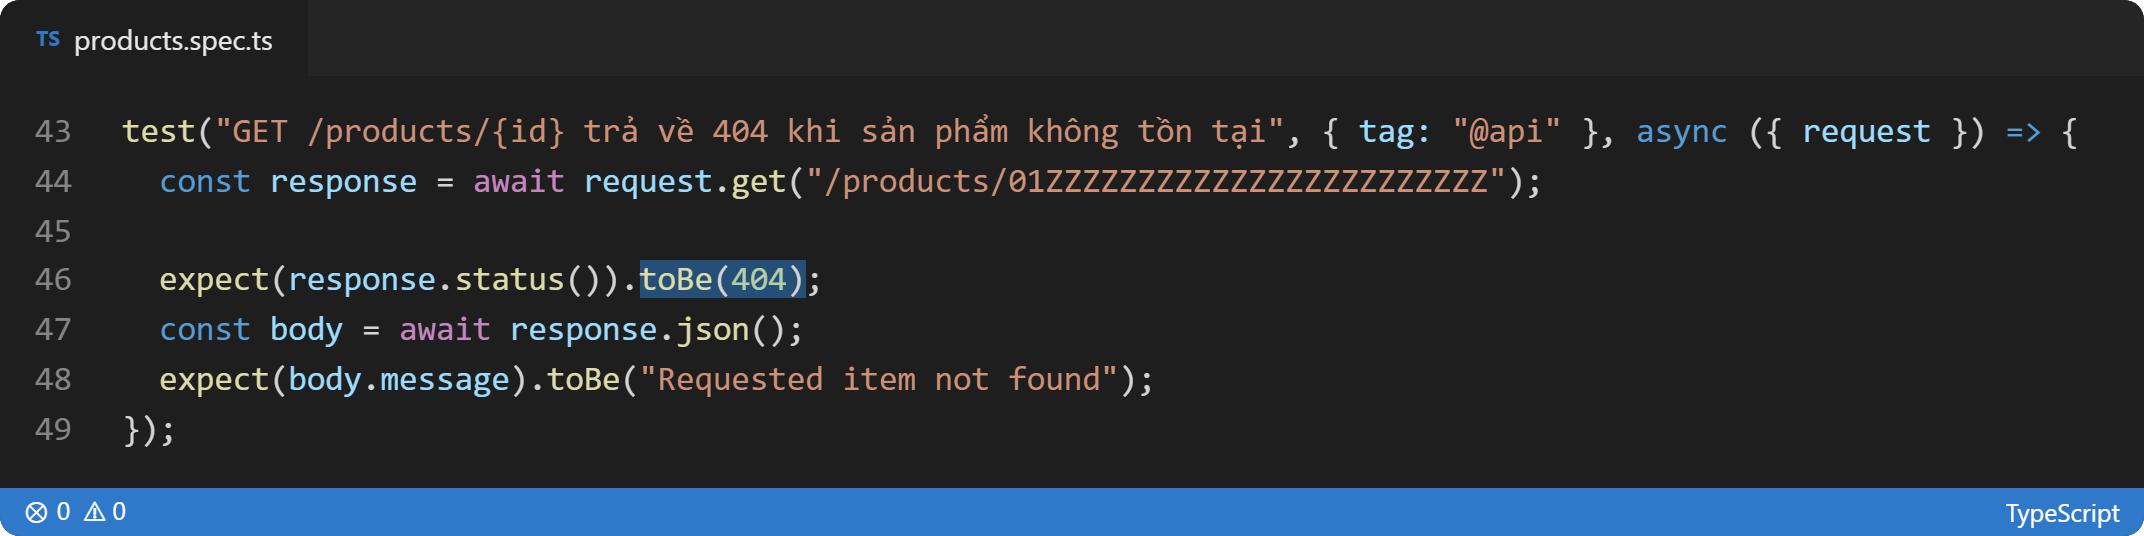 TS products.spec.ts
43 test("GET /products/{id} trả về 404 khi sản phẩm không tồn tại", { tag: "@api" }, async ({ request }) => {
44 const response = await request.get("/products/01ZZZZZZZZZZZZZZZZZZZZZZZZ");
45
46 expect(response.status()).toBe(404);
47 const body = await response.json();
48 expect(body.message).toBe("Requested item not found");
49 });
0 0 TypeScript